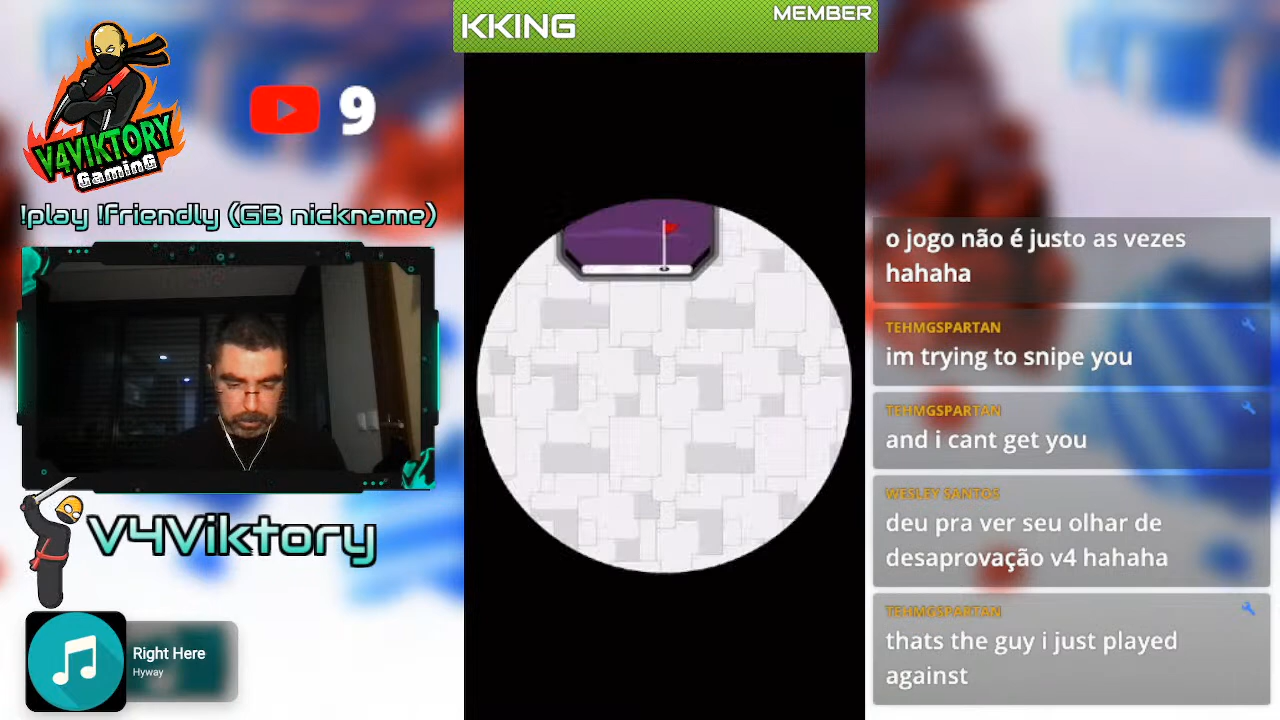 V4VIKTORY
GaminG
9
!play !friendly (GB nickname)
V4Viktory
Right Here
Hyway
KKING
MEMBER
o jogo não é justo as vezes
hahaha
TEHMGSPARTAN
im trying to snipe you
TEHMGSPARTAN
and i cant get you
WESLEY SANTOS
deu pra ver seu olhar de
desaprovação v4 hahaha
TEHMGSPARTAN
thats the guy i just played
against